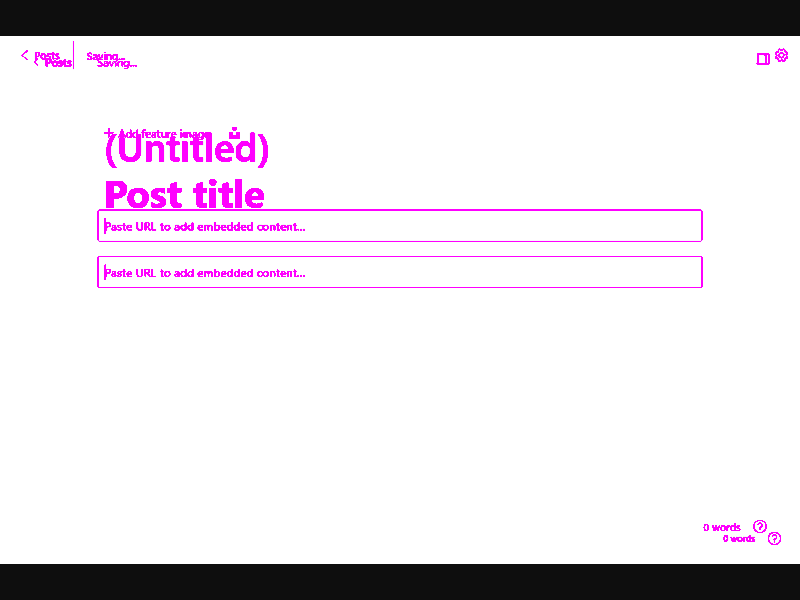 Posts Saving...
Posts Saving...
Add feature image
(Untitled)
Post title
Paste URL to add embedded content...
Paste URL to add embedded content...
0 words ?
0 words ?